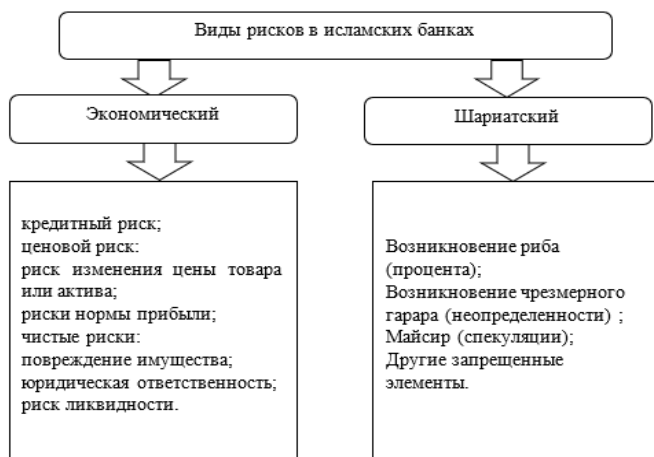 Виды рисков в исламских банках
Экономический
Шариатский
кредитный риск;
ценовой риск:
риск изменения цены товара
или актива;
риски нормы прибыли;
чистые риски:
повреждение имущества;
юридическая ответственность;
риск ликвидности.
Возникновение риба
(процента);
Возникновение чрезмерного
гарара (неопределенности) ;
Майсир (спекуляции);
Другие запрещенные
элементы.